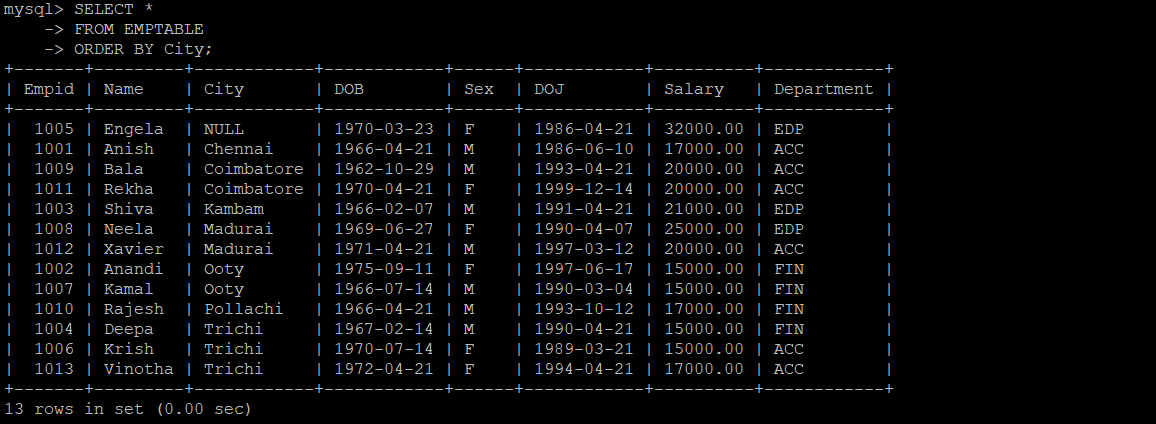 mysql> SELECT *
    -> FROM EMPTABLE
    -> ORDER BY City;
+-------+---------+------------+------------+------+------------+----------+------------+
| Empid | Name    | City       | DOB        | Sex  | DOJ        | Salary   | Department |
+-------+---------+------------+------------+------+------------+----------+------------+
|  1005 | Engela  | NULL       | 1970-03-23 | F    | 1986-04-21 | 32000.00 | EDP        |
|  1001 | Anish   | Chennai    | 1966-04-21 | M    | 1986-06-10 | 17000.00 | ACC        |
|  1009 | Bala    | Coimbatore | 1962-10-29 | M    | 1993-04-21 | 20000.00 | ACC        |
|  1011 | Rekha   | Coimbatore | 1970-04-21 | F    | 1999-12-14 | 20000.00 | ACC        |
|  1003 | Shiva   | Kambam     | 1966-02-07 | M    | 1991-04-21 | 21000.00 | EDP        |
|  1008 | Neela   | Madurai    | 1969-06-27 | F    | 1990-04-07 | 25000.00 | EDP        |
|  1012 | Xavier  | Madurai    | 1971-04-21 | M    | 1997-03-12 | 20000.00 | ACC        |
|  1002 | Anandi  | Ooty       | 1975-09-11 | F    | 1997-06-17 | 15000.00 | FIN        |
|  1007 | Kamal   | Ooty       | 1966-07-14 | M    | 1990-03-04 | 15000.00 | FIN        |
|  1010 | Rajesh  | Pollachi   | 1966-04-21 | M    | 1993-10-12 | 17000.00 | FIN        |
|  1004 | Deepa   | Trichi     | 1967-02-14 | M    | 1990-04-21 | 15000.00 | FIN        |
|  1006 | Krish   | Trichi     | 1970-07-14 | F    | 1989-03-21 | 15000.00 | ACC        |
|  1013 | Vinotha | Trichi     | 1972-04-21 | F    | 1994-04-21 | 17000.00 | ACC        |
+-------+---------+------------+------------+------+------------+----------+------------+
13 rows in set (0.00 sec)